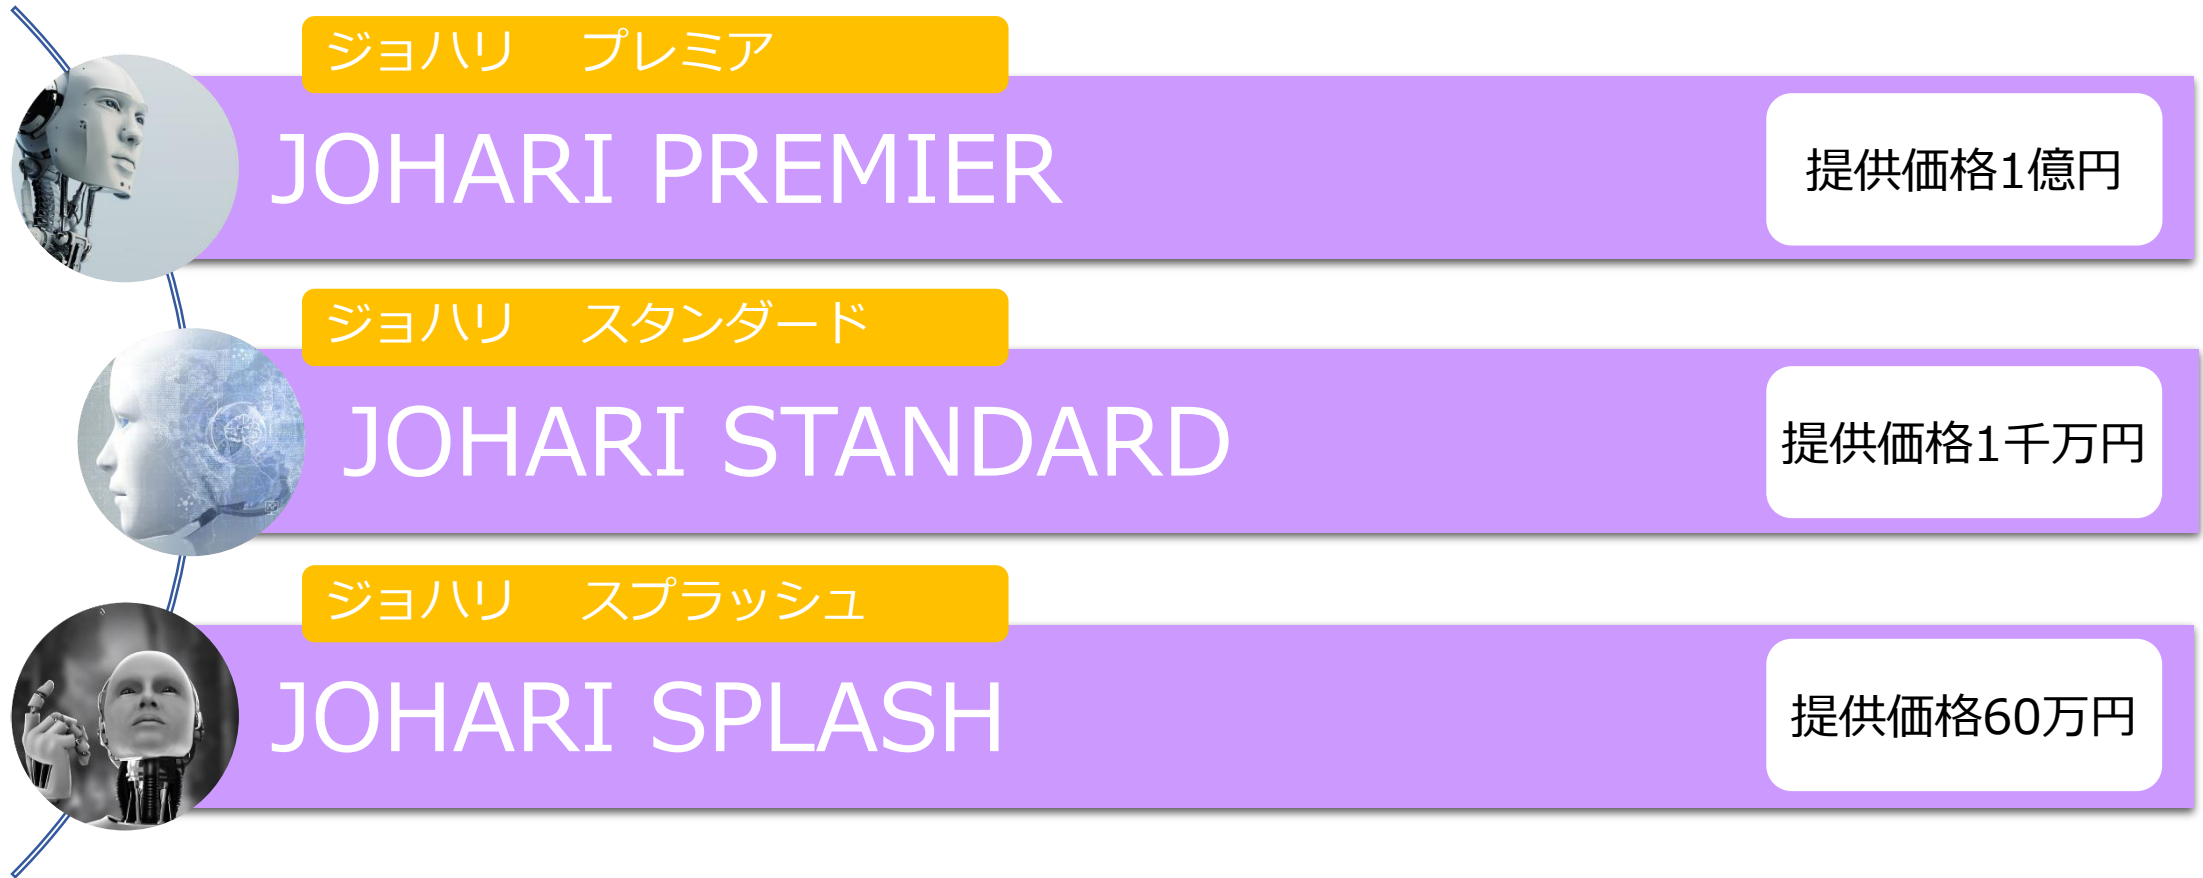 ジョハリ　プレミア
JOHARI PREMIER
提供価格1億円
ジョハリ　スタンダード
JOHARI STANDARD
提供価格1千万円
ジョハリ　スプラッシュ
JOHARI SPLASH
提供価格60万円